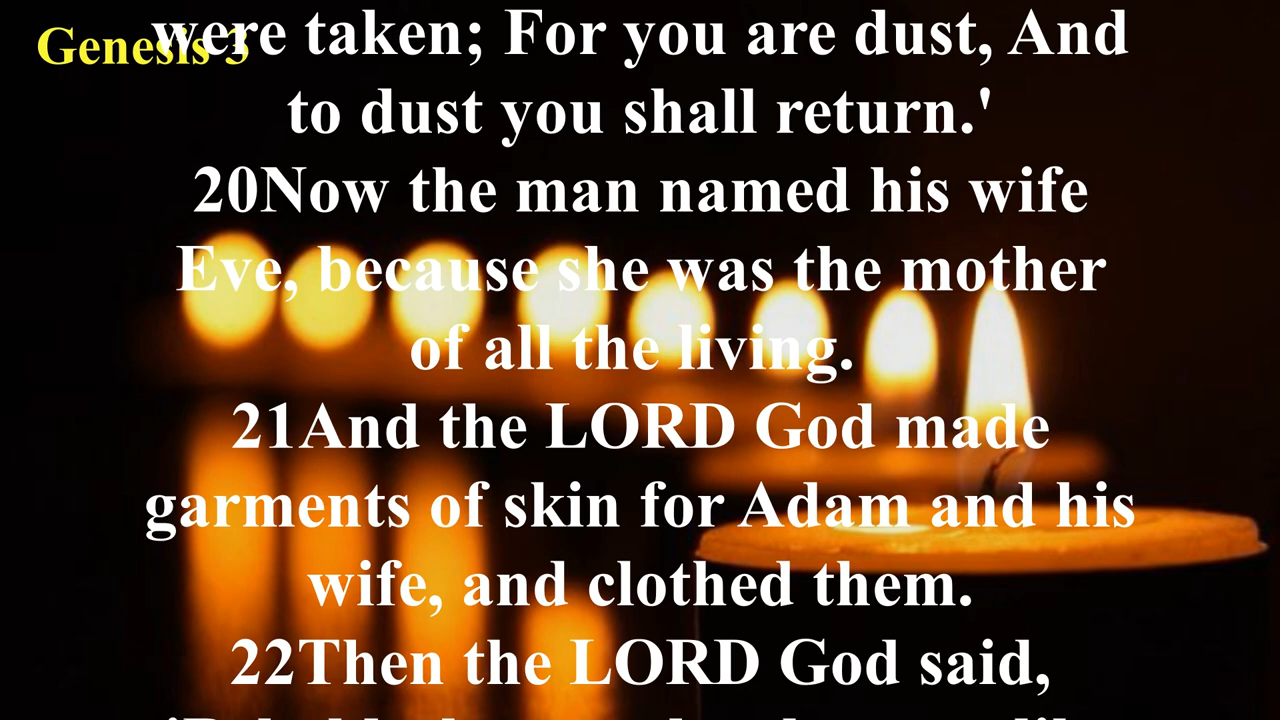 Genesis 3
were taken; For you are dust, And
to dust you shall return.'
20Now the man named his wife
Eve, because she was the mother
of all the living.
21And the LORD God made
garments of skin for Adam and his
wife, and clothed them.
22Then the LORD God said,